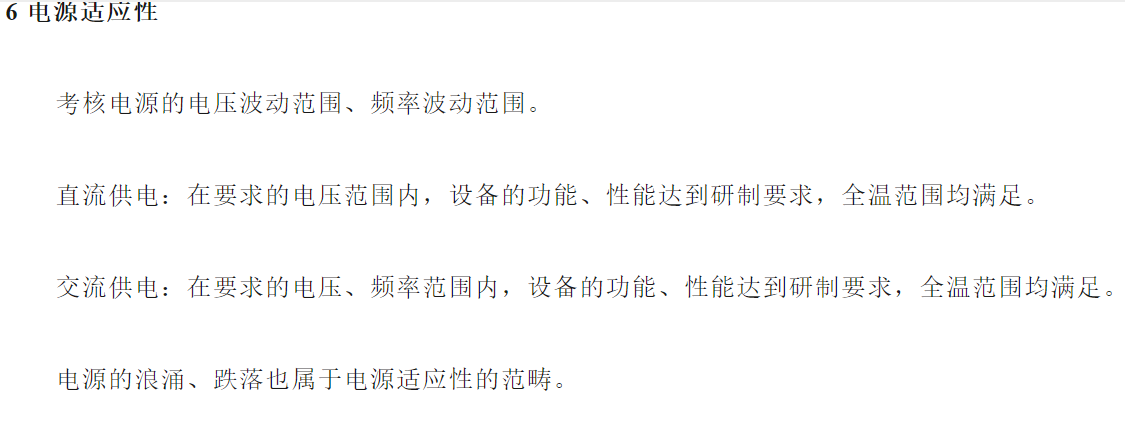 6 电源适应性
考核电源的电压波动范围、频率波动范围。
直流供电：在要求的电压范围内，设备的功能、性能达到研制要求，全温范围均满足。
交流供电：在要求的电压、频率范围内，设备的功能、性能达到研制要求，全温范围均满足。
电源的浪涌、跌落也属于电源适应性的范畴。